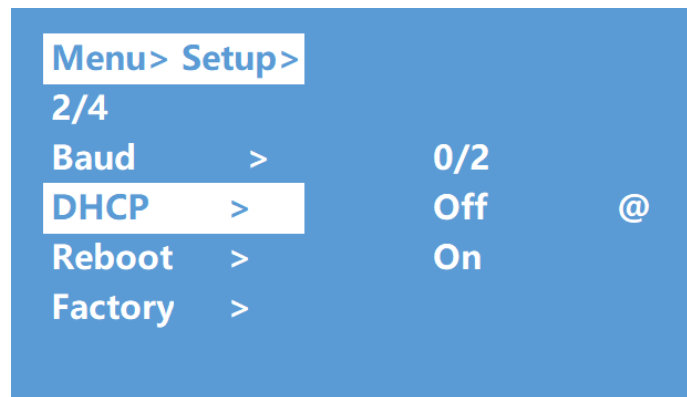 Menu> Setup>
2/4
Baud > 0/2
DHCP > Off @
Reboot > On
Factory >